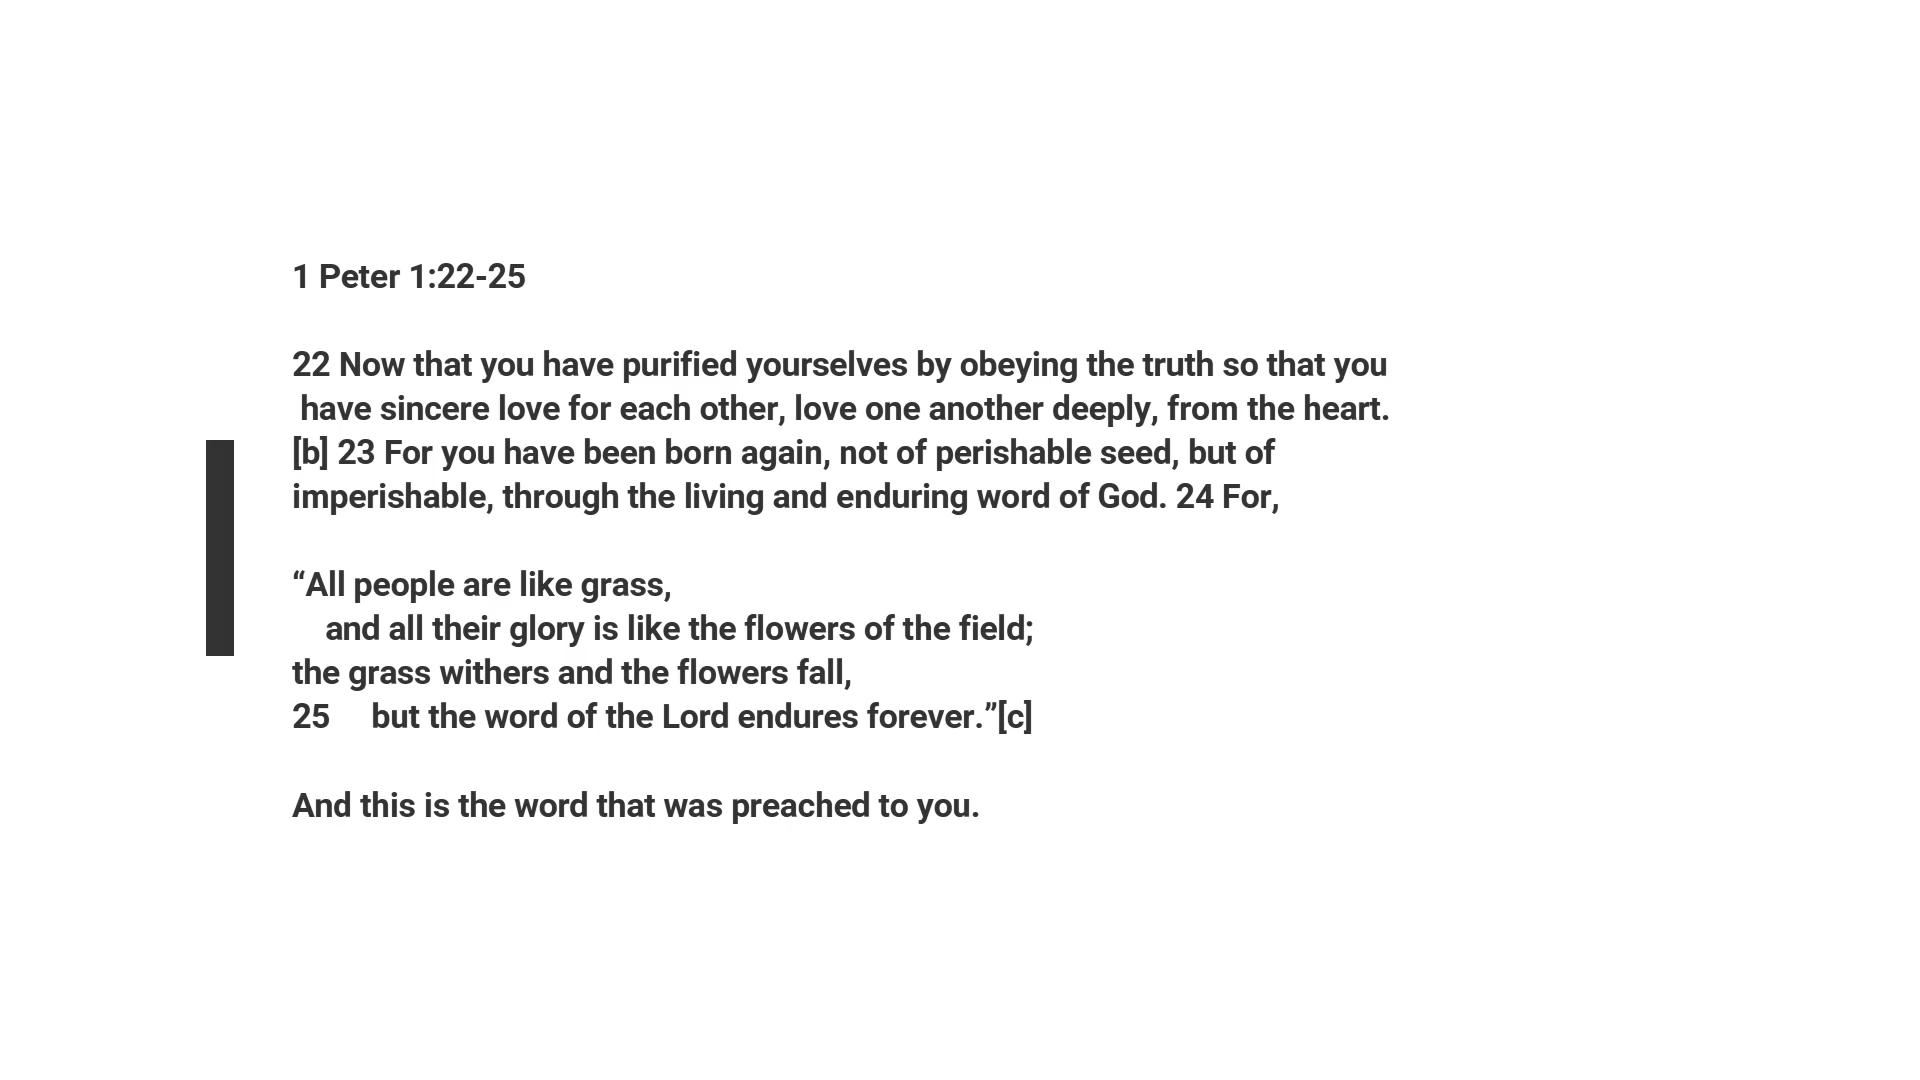 1 Peter 1:22-25
22 Now that you have purified yourselves by obeying the truth so that you
have sincere love for each other, love one another deeply, from the heart.
[b] 23 For you have been born again, not of perishable seed, but of
imperishable, through the living and enduring word of God. 24 For,
“All people are like grass,
and all their glory is like the flowers of the field;
the grass withers and the flowers fall,
25 but the word of the Lord endures forever.”[c]
And this is the word that was preached to you.